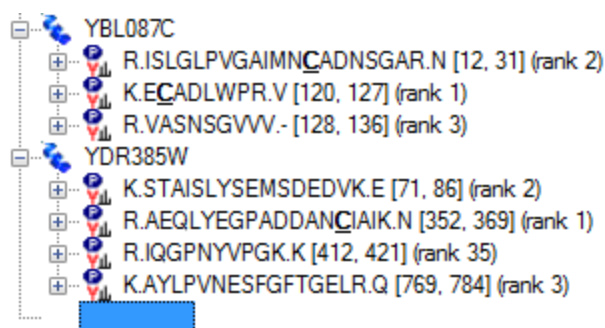 YBL087C
R.ISLGLPVGAIMNCADNSGAR.N [12, 31] (rank 2)
K.ECADLWPR.V [120, 127] (rank 1)
R.VASNSGVVV.- [128, 136] (rank 3)
YDR385W
K.STAISLYSEMSDEDVK.E [71, 86] (rank 2)
R.AEQLYEGPADDANCIAIK.N [352, 369] (rank 1)
R.IQGPNYVPGK.K [412, 421] (rank 35)
K.AYLPVNESFGFTGELR.Q [769, 784] (rank 3)